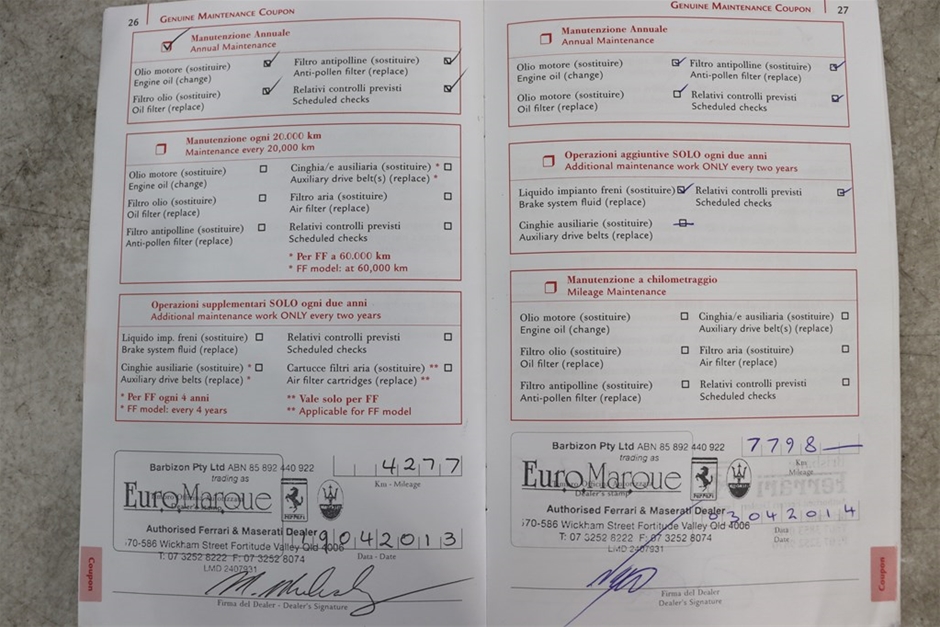 26 GENUINE MAINTENANCE COUPON
Manutenzione Annuale
Annual Maintenance
Olio motore (sostituire)
Engine oil (change)
Filtro antipolline (sostituire)
Anti-pollen filter (replace)
Filtro olio (sostituire)
Oil filter (replace)
Relativi controlli previsti
Scheduled checks
Manutenzione ogni 20.000 km
Maintenance every 20,000 km
Olio motore (sostituire)
Engine oil (change)
Cinghia/e ausiliaria (sostituire) *
Auxiliary drive belt(s) (replace) *
Filtro olio (sostituire)
Oil filter (replace)
Filtro aria (sostituire)
Air filter (replace)
Filtro antipolline (sostituire)
Anti-pollen filter (replace)
Relativi controlli previsti
Scheduled checks
* Per FF a 60.000 km
* FF model: at 60,000 km
Operazioni supplementari SOLO ogni due anni
Additional maintenance work ONLY every two years
Liquido imp. freni (sostituire)
Brake system fluid (replace)
Relativi controlli previsti
Scheduled checks
Cinghie ausiliarie (sostituire) *
Auxiliary drive belts (replace) *
Cartucce filtri aria (sostituire) **
Air filter cartridges (replace) **
* Per FF ogni 4 anni
* FF model: every 4 years
** Vale solo per FF
** Applicable for FF model
Barbizon Pty Ltd ABN 85 892 440 922
trading as
EuroMarque
Ferrari
Authorised Ferrari & Maserati Dealer
570-586 Wickham Street Fortitude Valley Qld 4006
T: 07 3252 8222 F: 07 3252 8074
LMD 2407931
4277
Km - Mileage
19042013
Data - Date
Firma del Dealer - Dealer's Signature
Coupon
GENUINE MAINTENANCE COUPON 27
Manutenzione Annuale
Annual Maintenance
Olio motore (sostituire)
Engine oil (change)
Filtro antipolline (sostituire)
Anti-pollen filter (replace)
Olio motore (sostituire)
Oil filter (replace)
Relativi controlli previsti
Scheduled checks
Operazioni aggiuntive SOLO ogni due anni
Additional maintenance work ONLY every two years
Liquido impianto freni (sostituire)
Brake system fluid (replace)
Relativi controlli previsti
Scheduled checks
Cinghie ausiliarie (sostituire)
Auxiliary drive belts (replace)
Manutenzione a chilometraggio
Mileage Maintenance
Olio motore (sostituire)
Engine oil (change)
Cinghia/e ausiliaria (sostituire)
Auxiliary drive belt(s) (replace)
Filtro olio (sostituire)
Oil filter (replace)
Filtro aria (sostituire)
Air filter (replace)
Filtro antipolline (sostituire)
Anti-pollen filter (replace)
Relativi controlli previsti
Scheduled checks
Barbizon Pty Ltd ABN 85 892 440 922
trading as
EuroMarque
Dealer's stamp
Ferrari
Authorised Ferrari & Maserati Dealer
570-586 Wickham Street Fortitude Valley Qld 4006
T: 07 3252 8222 F: 07 3252 8074
LMD 2407931
7798
Km
Mileage
03042014
Data
Date
Firma del Dealer
Dealer's Signature
Coupon